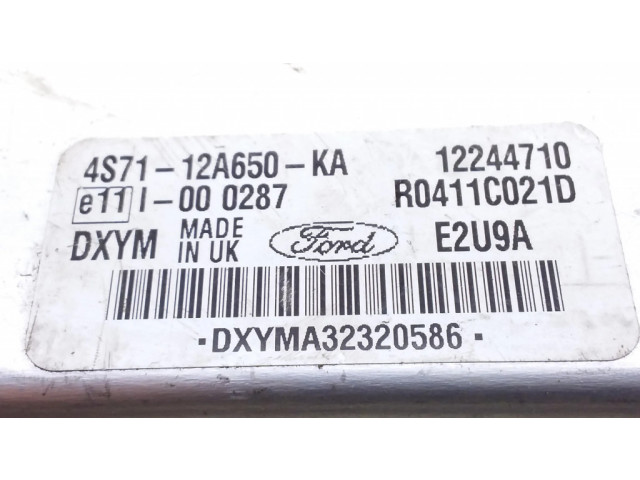 4S71-12A650-KA 12244710
e11 I-00 0287 R0411C021D
DXYM MADE IN UK Ford E2U9A
-DXYMA32320586-